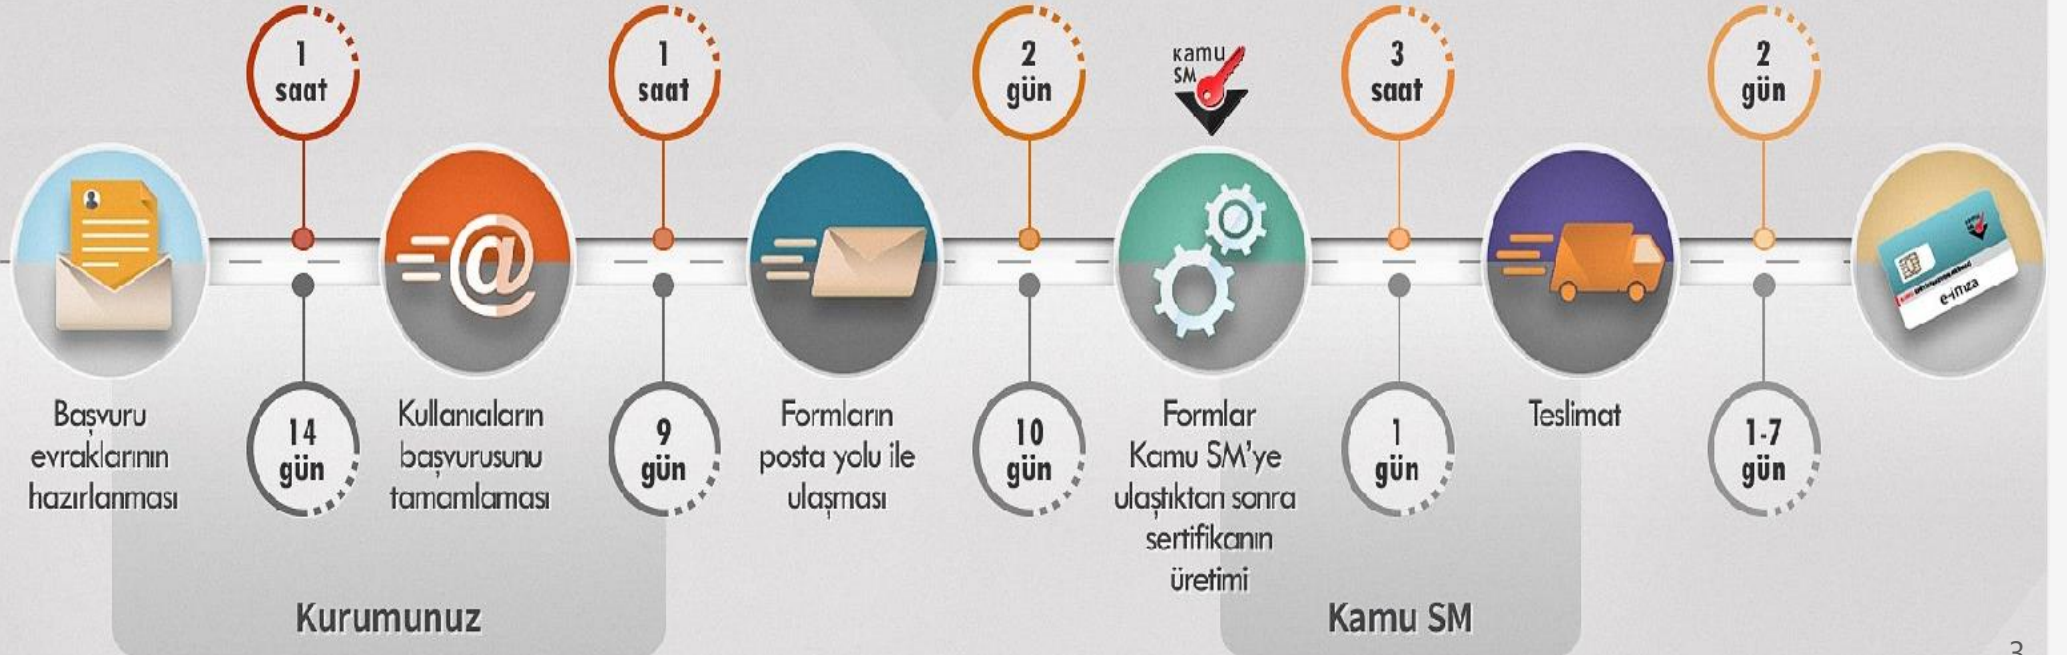 1
saat
1
saat
2
gün
Kamu
SM
3
saat
2
gün
e-imza
Başvuru
evraklarının
hazırlanması
14
gün
Kullanıcıların
başvurusunu
tamamlaması
9
gün
Formların
posta yolu ile
ulaşması
10
gün
Formlar
Kamu SM'ye
ulaştıktan sonra
sertifikanın
üretimi
1
gün
Teslimat
1-7
gün
Kurumunuz
Kamu SM
3